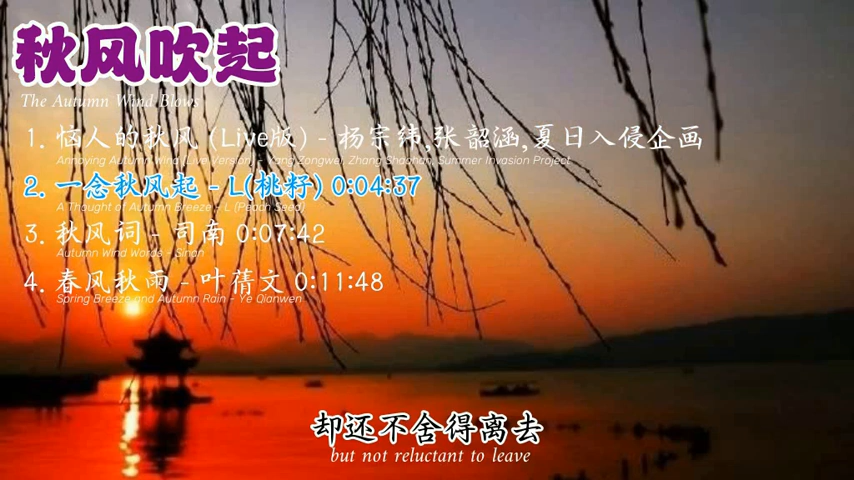 秋风吹起
The Autumn Wind Blows
1. 恼人的秋风 (Live版) - 杨宗纬,张韶涵,夏日入侵企画
Annoying Autumn Wind (Live Version) - Yang Zongwei, Zhang Shaohan, Summer Invasion Project
2. 一念秋风起 - L(桃籽) 0:04:37
A Thought of Autumn Breeze - L (Peach Seed)
3. 秋风词 - 司南 0:07:42
Autumn Wind Words - Sinan
4. 春风秋雨 - 叶蒨文 0:11:48
Spring Breeze and Autumn Rain - Ye Qianwen
却还不舍得离去
but not reluctant to leave